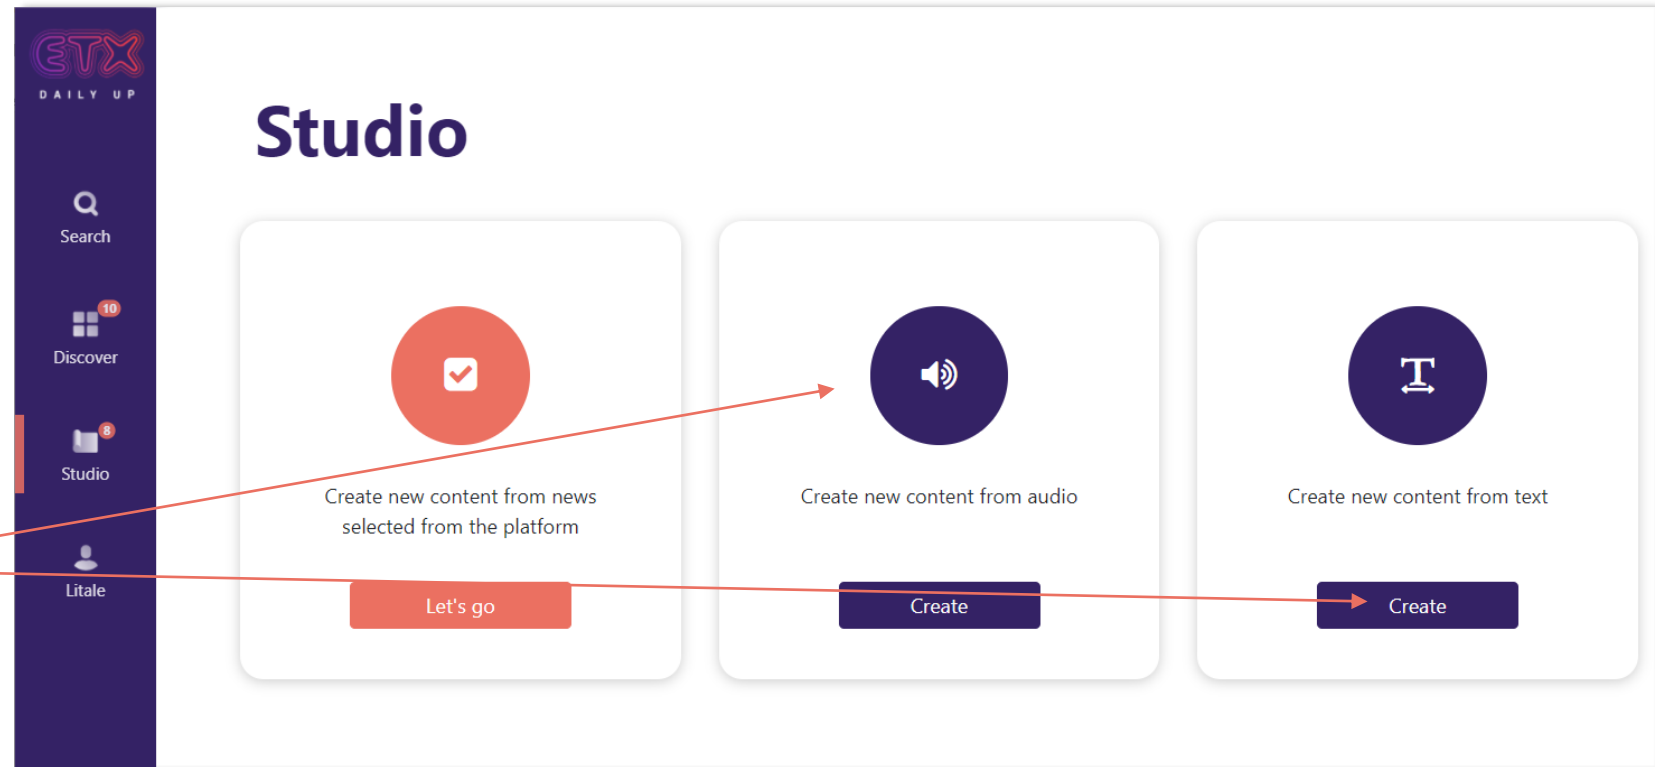 ETX
DAILY UP
Search
10
Discover
8
Studio
Litale
Studio
Create new content from news
selected from the platform
Let's go
Create new content from audio
Create
Create new content from text
Create